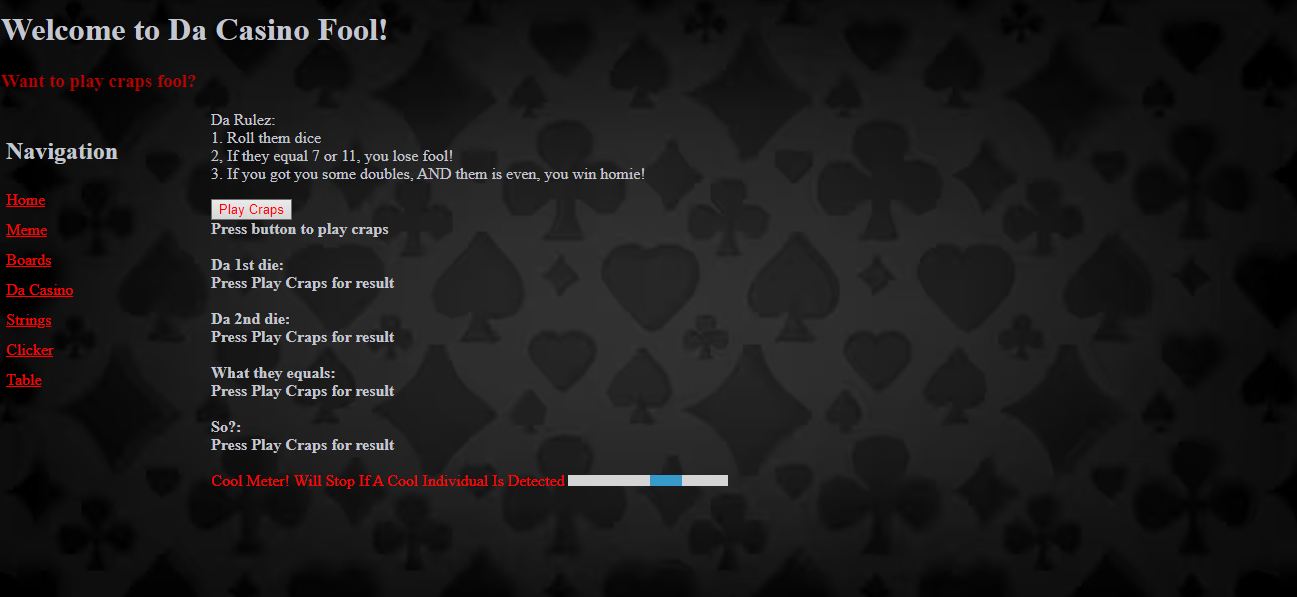 Welcome to Da Casino Fool!
Want to play craps fool?
Navigation
Home
Meme
Boards
Da Casino
Strings
Clicker
Table
Da Rulez:
1. Roll them dice
2, If they equal 7 or 11, you lose fool!
3. If you got you some doubles, AND them is even, you win homie!
Play Craps
Press button to play craps
Da 1st die:
Press Play Craps for result
Da 2nd die:
Press Play Craps for result
What they equals:
Press Play Craps for result
So?:
Press Play Craps for result
Cool Meter! Will Stop If A Cool Individual Is Detected